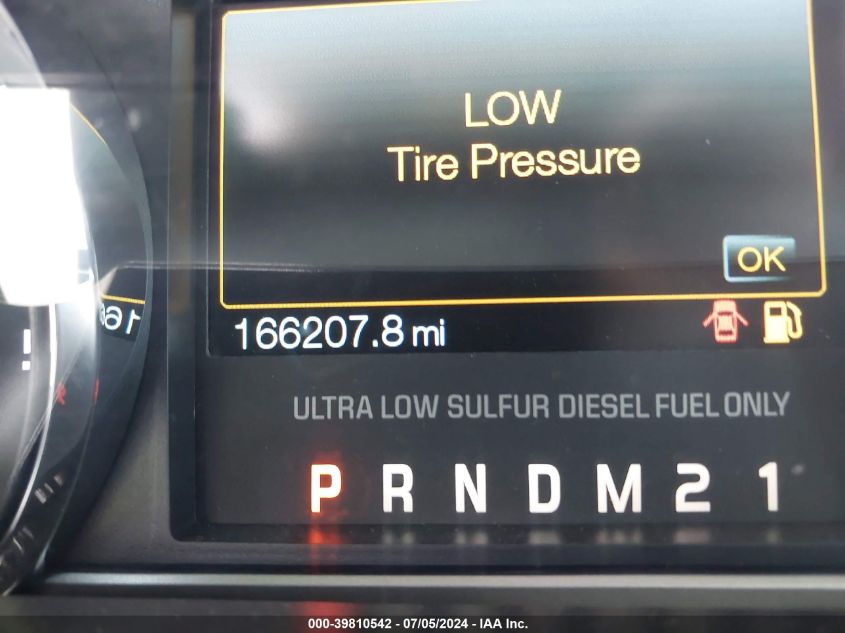 LOW
Tire Pressure
OK
166207.8 mi
ULTRA LOW SULFUR DIESEL FUEL ONLY
P R N D M 2 1
000-39810542 - 07/05/2024 - IAA Inc.